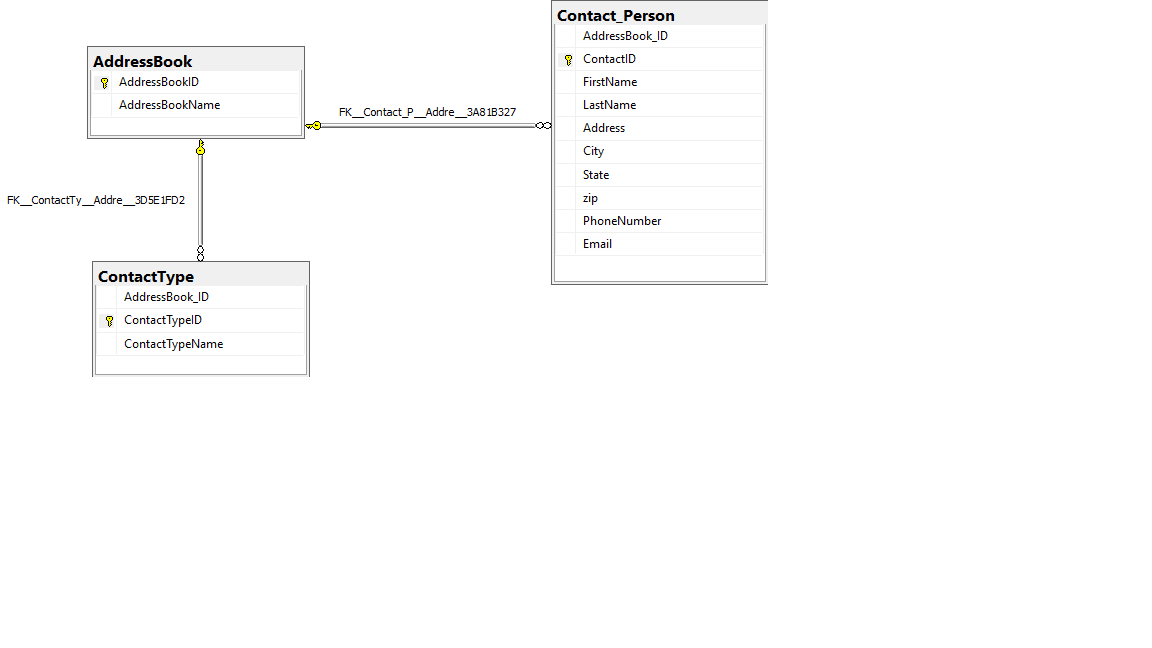 Contact_Person
AddressBook_ID
ContactID
FirstName
LastName
Address
City
State
zip
PhoneNumber
Email
AddressBook
AddressBookID
AddressBookName
FK__Contact_P__Addre__3A81B327
FK__ContactTy__Addre__3D5E1FD2
ContactType
AddressBook_ID
ContactTypeID
ContactTypeName